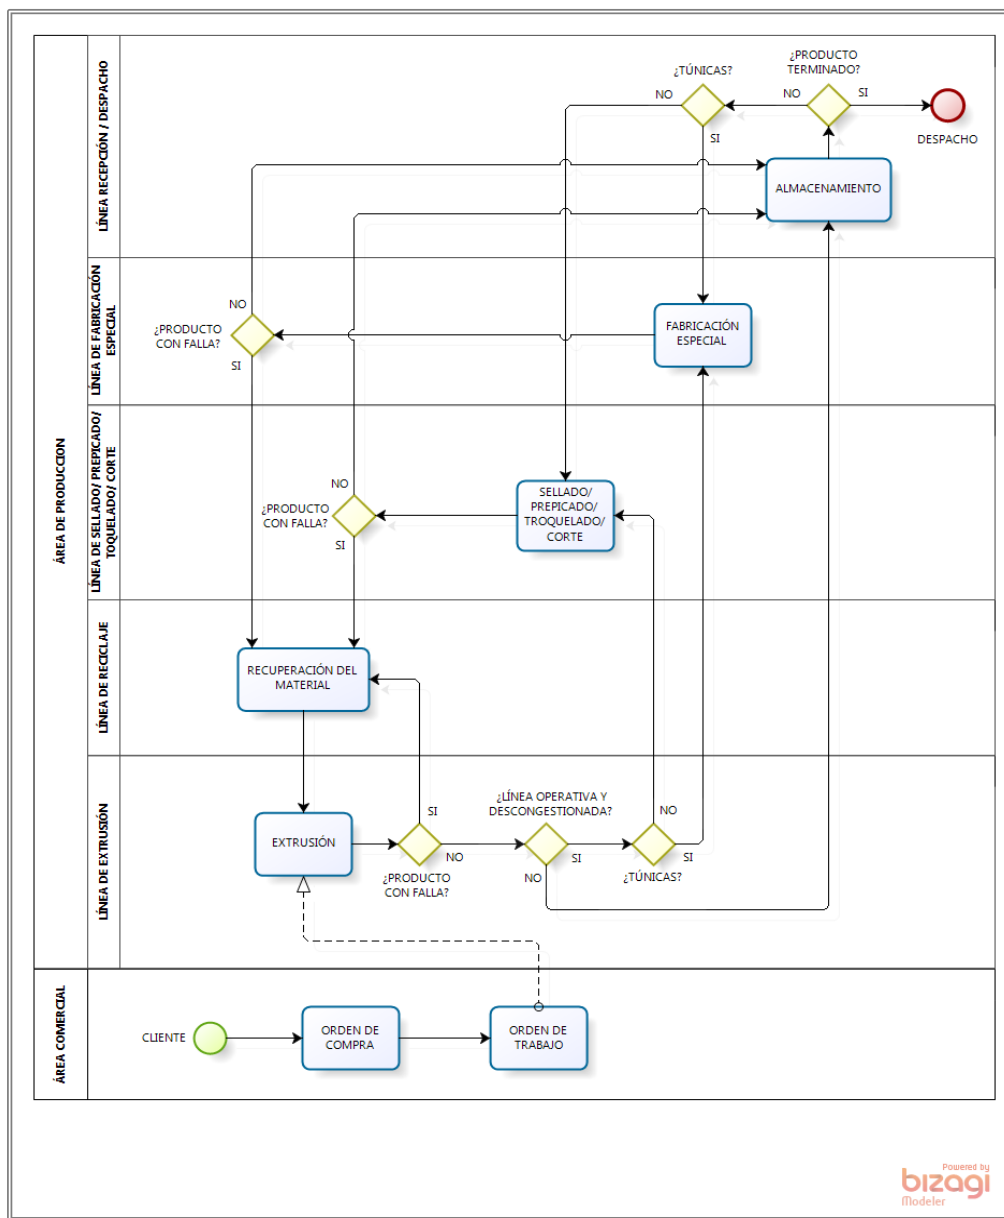 ÁREA DE PRODUCCION
LÍNEA RECEPCIÓN / DESPACHO
¿TÚNICAS?
NO
SI
¿PRODUCTO
TERMINADO?
NO
SI
DESPACHO
ALMACENAMIENTO
LÍNEA DE FABRICACIÓN
ESPECIAL
NO
¿PRODUCTO
CON FALLA?
SI
FABRICACIÓN
ESPECIAL
LÍNEA DE SELLADO/ PREPICADO/
TOQUELADO/ CORTE
NO
¿PRODUCTO
CON FALLA?
SI
SELLADO/
PREPICADO/
TROQUELADO/
CORTE
LÍNEA DE RECICLAJE
RECUPERACIÓN DEL
MATERIAL
LÍNEA DE EXTRUSIÓN
EXTRUSIÓN
SI
NO
¿PRODUCTO
CON FALLA?
¿LÍNEA OPERATIVA Y
DESCONGESTIONADA?
SI
NO
NO
SI
¿TÚNICAS?
ÁREA COMERCIAL
CLIENTE
ORDEN DE
COMPRA
ORDEN DE
TRABAJO
Powered by
bizagi
Modeler